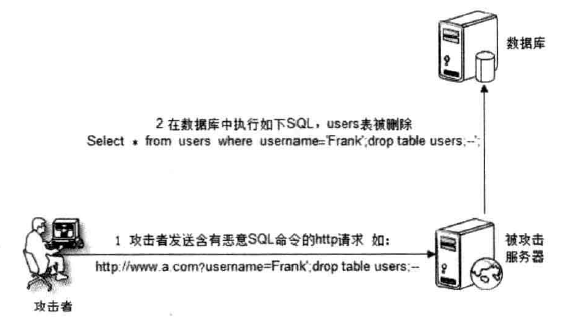 数据库
2 在数据库中执行如下SQL，users表被删除
Select * from users where username='Frank';drop table users;--';
1 攻击者发送含有恶意SQL命令的http请求 如：
http://www.a.com?username=Frank';drop table users;--
被攻击
服务器
攻击者